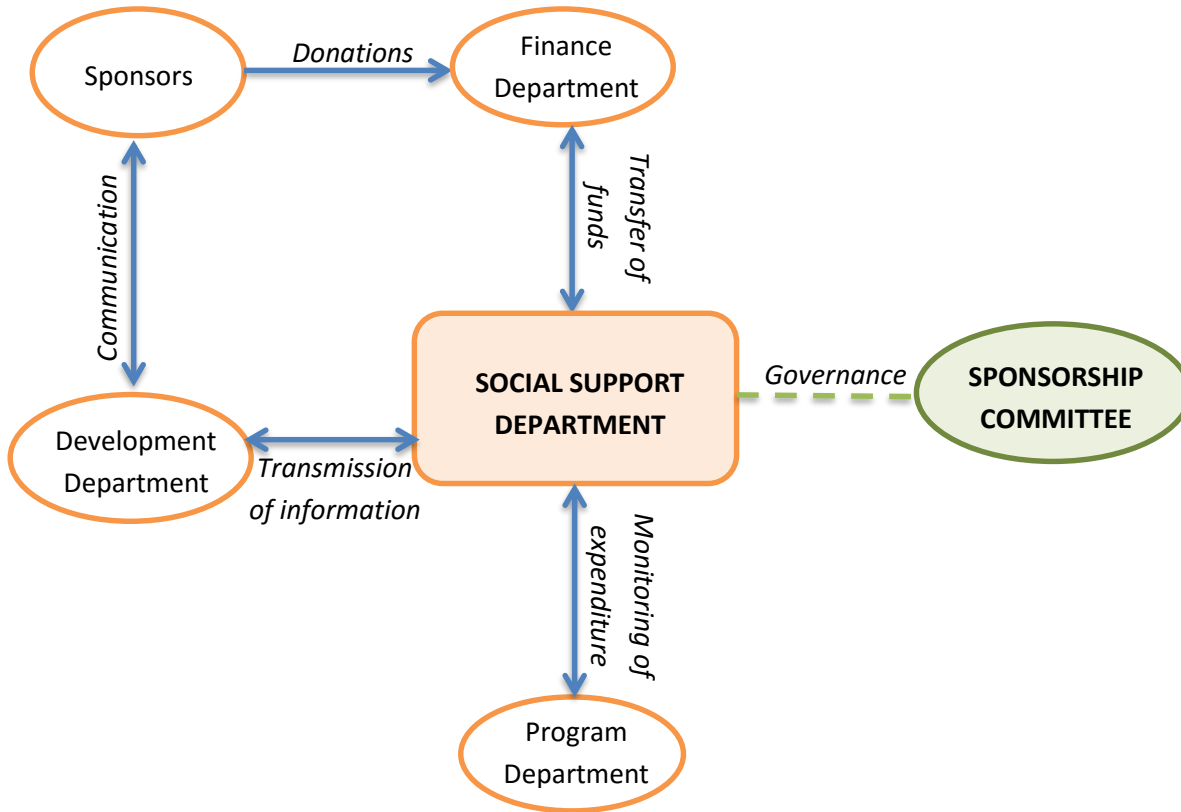 Sponsors
Donations
Finance
Department
Communication
Transfer of
funds
SOCIAL SUPPORT
DEPARTMENT
Governance
SPONSORSHIP
COMMITTEE
Development
Department
Transmission
of information
Monitoring of
expenditure
Program
Department